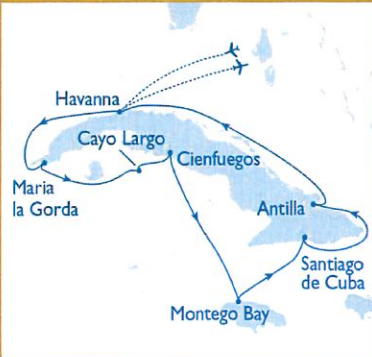 Havanna
Cayo Largo
Cienfuegos
Maria
la Gorda
Antilla
Santiago
de Cuba
Montego Bay